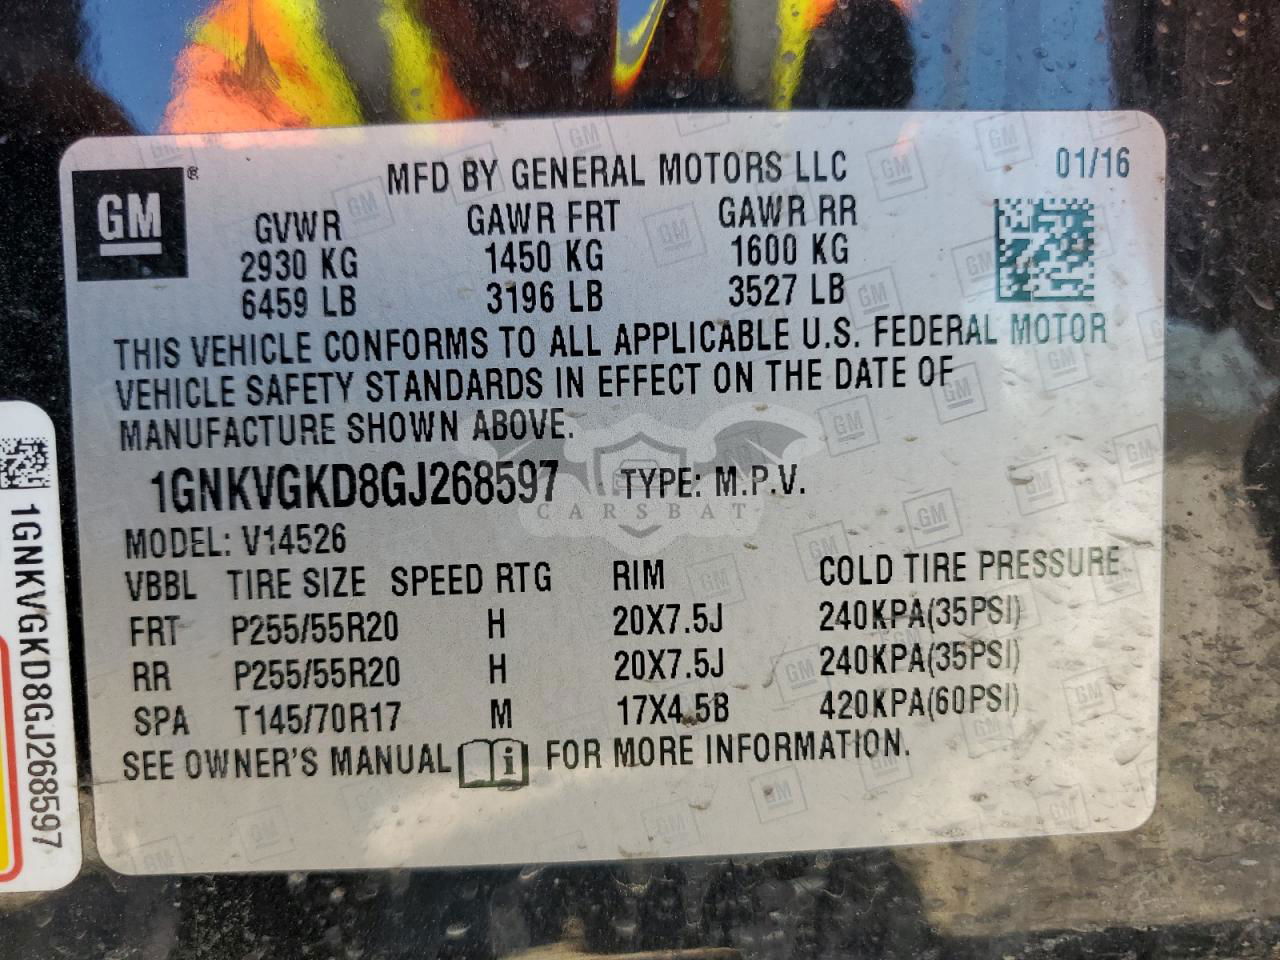 GM ®
MFD BY GENERAL MOTORS LLC 01/16
GVWR GAWR FRT GAWR RR
2930 KG 1450 KG 1600 KG
6459 LB 3196 LB 3527 LB
THIS VEHICLE CONFORMS TO ALL APPLICABLE U.S. FEDERAL MOTOR
VEHICLE SAFETY STANDARDS IN EFFECT ON THE DATE OF
MANUFACTURE SHOWN ABOVE.
1GNKVGKD8GJ268597 TYPE: M.P.V.
CARSBAT
MODEL: V14526
VBBL TIRE SIZE SPEED RTG RIM COLD TIRE PRESSURE
FRT P255/55R20 H 20X7.5J 240KPA(35PSI)
RR P255/55R20 H 20X7.5J 240KPA(35PSI)
SPA T145/70R17 M 17X4.5B 420KPA(60PSI)
SEE OWNER'S MANUAL i FOR MORE INFORMATION.
1GNKVGKD8GJ268597